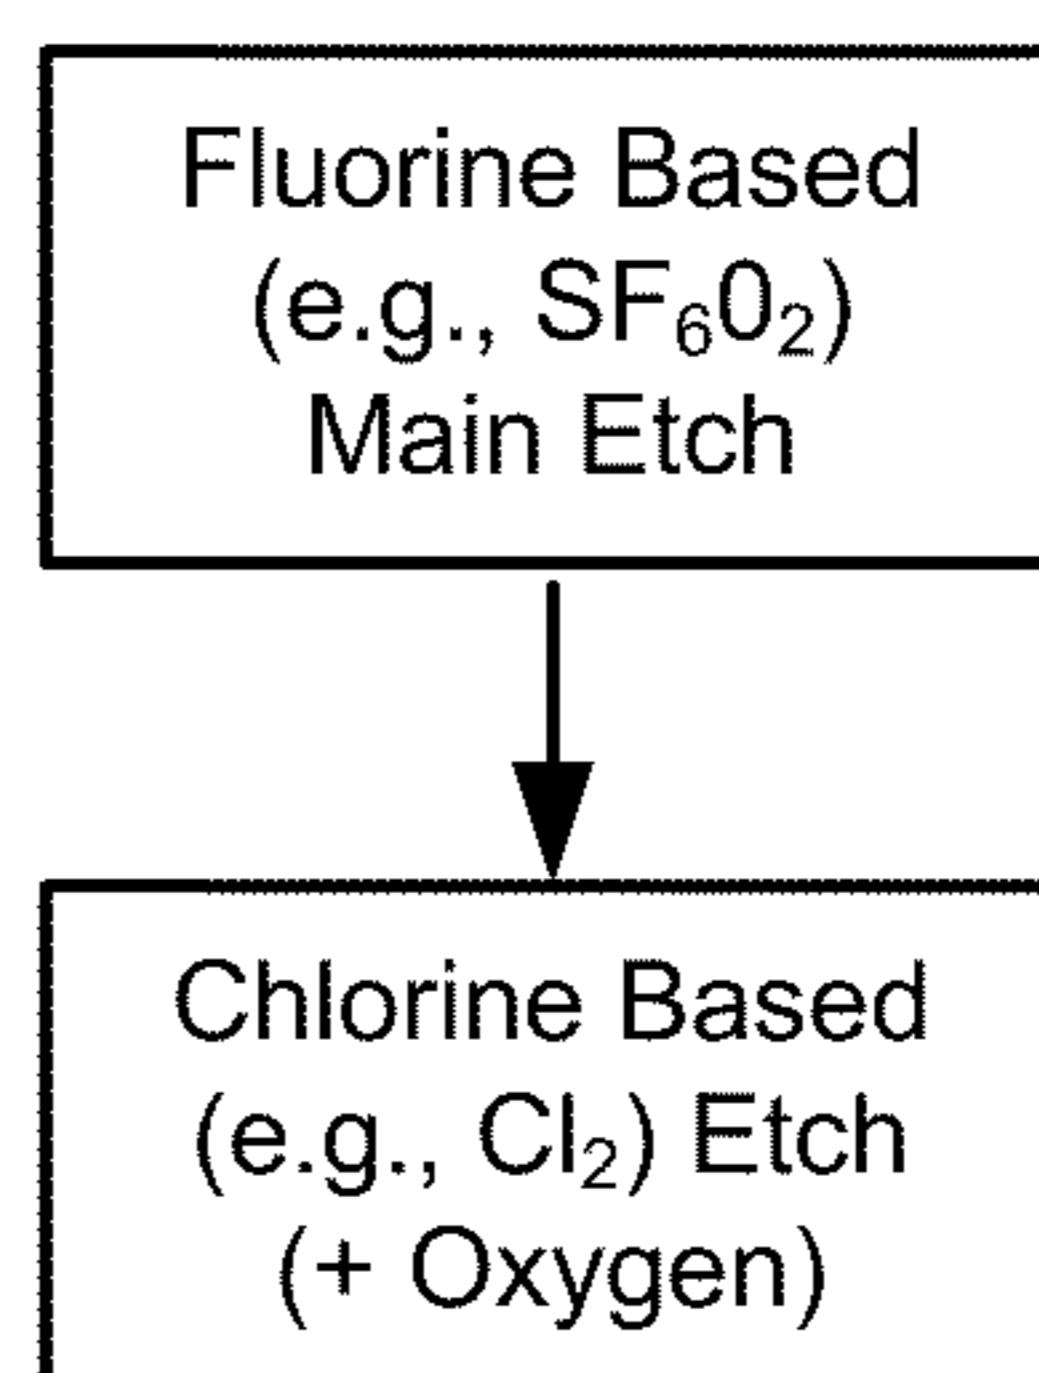 Fluorine Based
(e.g., SF₆0₂)
Main Etch
Chlorine Based
(e.g., Cl₂) Etch
(+ Oxygen)